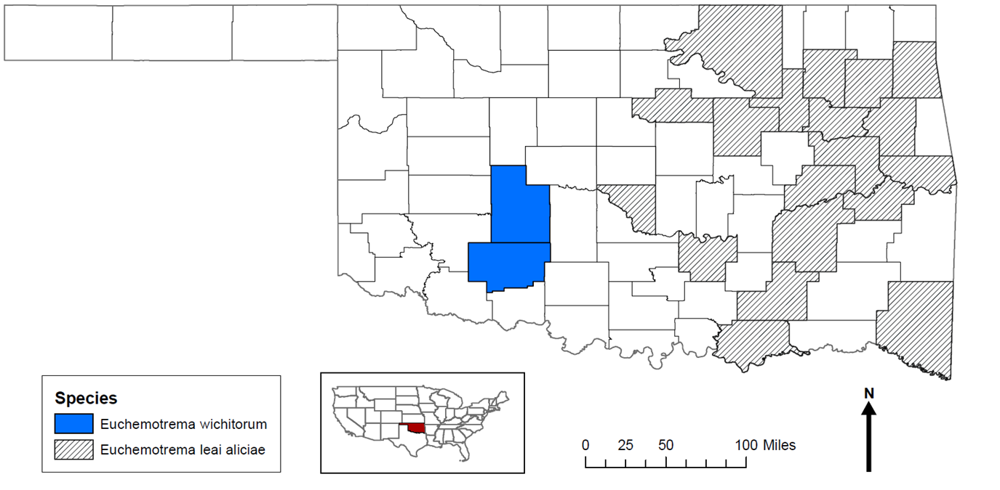 Species
Euchemotrema wichitorum
Euchemotrema leai aliciae
0 25 50 100 Miles
N